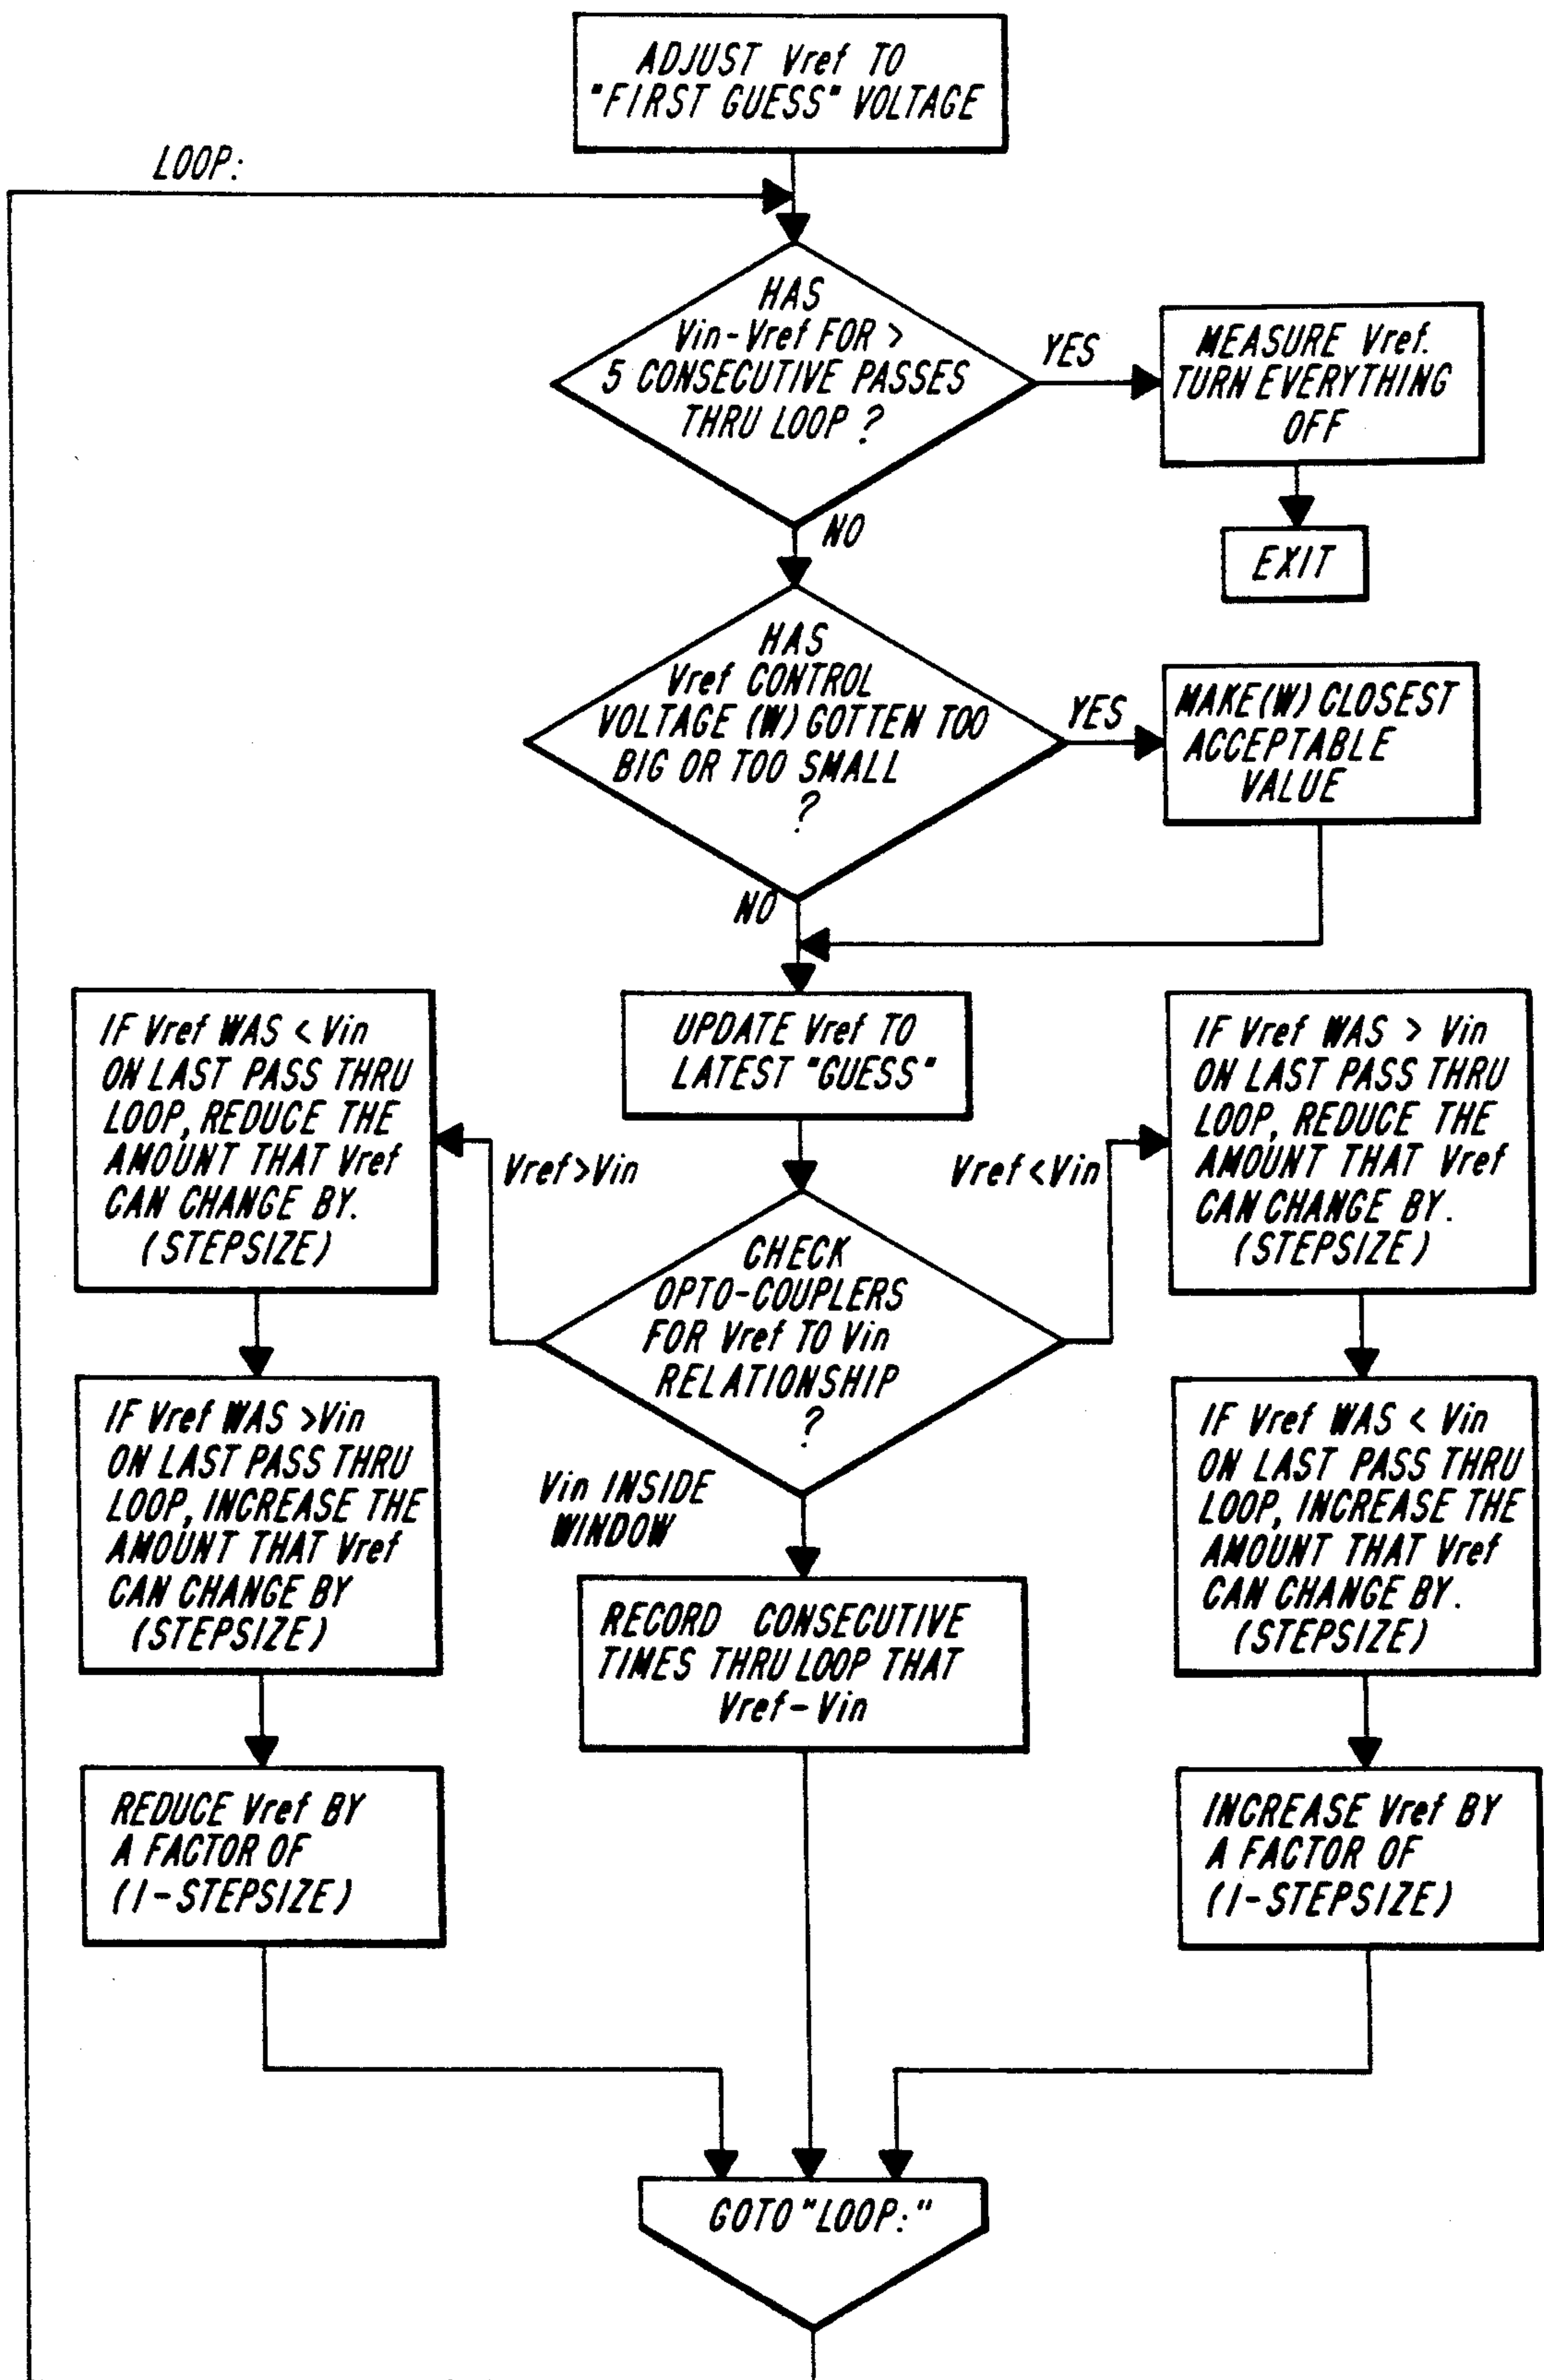 ADJUST Vref TO
"FIRST GUESS" VOLTAGE
LOOP:
HAS
Vin-Vref FOR >
5 CONSECUTIVE PASSES
THRU LOOP ?
YES
MEASURE Vref.
TURN EVERYTHING
OFF
NO
EXIT
HAS
Vref CONTROL
VOLTAGE (W) GOTTEN TOO
BIG OR TOO SMALL
?
YES
MAKE (W) CLOSEST
ACCEPTABLE
VALUE
NO
UPDATE Vref TO
LATEST "GUESS"
IF Vref WAS < Vin
ON LAST PASS THRU
LOOP, REDUCE THE
AMOUNT THAT Vref
CAN CHANGE BY.
(STEPSIZE)
Vref>Vin
Vref<Vin
IF Vref WAS > Vin
ON LAST PASS THRU
LOOP, REDUCE THE
AMOUNT THAT Vref
CAN CHANGE BY.
(STEPSIZE)
CHECK
OPTO-COUPLERS
FOR Vref TO Vin
RELATIONSHIP
?
IF Vref WAS >Vin
ON LAST PASS THRU
LOOP, INCREASE THE
AMOUNT THAT Vref
CAN CHANGE BY
(STEPSIZE)
Vin INSIDE
WINDOW
IF Vref WAS < Vin
ON LAST PASS THRU
LOOP, INCREASE THE
AMOUNT THAT Vref
CAN CHANGE BY.
(STEPSIZE)
RECORD CONSECUTIVE
TIMES THRU LOOP THAT
Vref-Vin
REDUCE Vref BY
A FACTOR OF
(1-STEPSIZE)
INCREASE Vref BY
A FACTOR OF
(1-STEPSIZE)
GOTO "LOOP:"